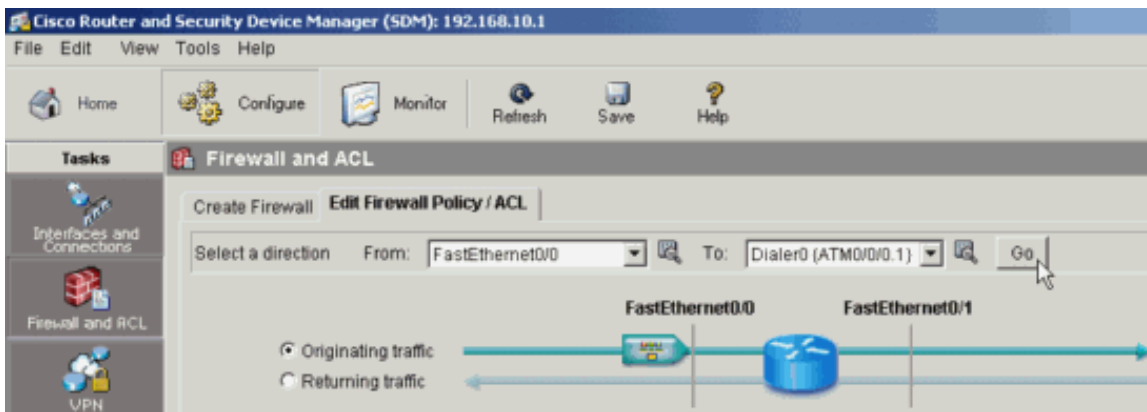 Cisco Router and Security Device Manager (SDM): 192.168.10.1
File Edit View Tools Help
Home Configure Monitor Refresh Save Help
Tasks
Firewall and ACL
Interfaces and Connections
Create Firewall Edit Firewall Policy / ACL
Select a direction From: FastEthernet0/0 To: Dialer0 (ATM0/0/0.1) Go
Firewall and ACL
FastEthernet0/0 FastEthernet0/1
Originating traffic
Returning traffic
VPN